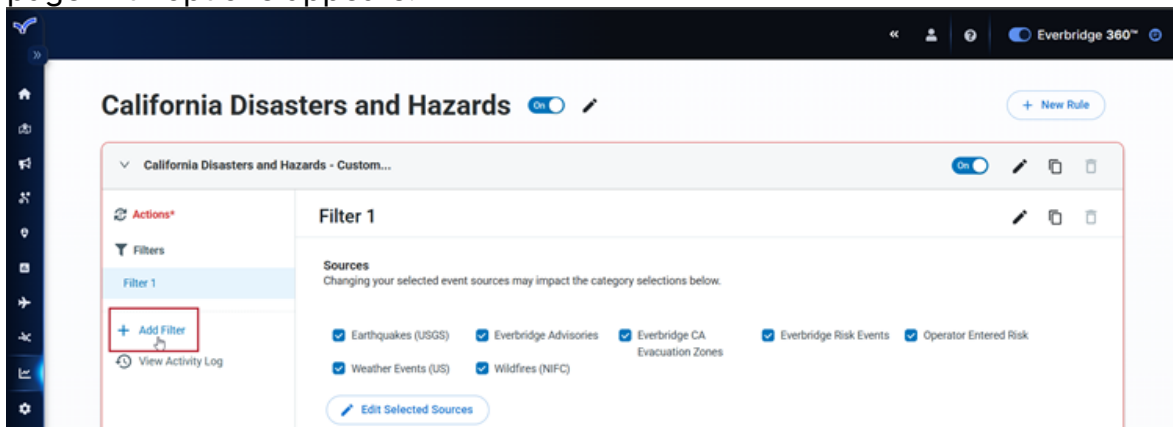 Everbridge 360™
California Disasters and Hazards On
+ New Rule
California Disasters and Hazards - Custom...
On
Actions*
Filter 1
Filters
Filter 1
Sources
Changing your selected event sources may impact the category selections below.
+ Add Filter
View Activity Log
Earthquakes (USGS) Everbridge Advisories Everbridge CA Evacuation Zones Everbridge Risk Events Operator Entered Risk
Weather Events (US) Wildfires (NIFC)
Edit Selected Sources